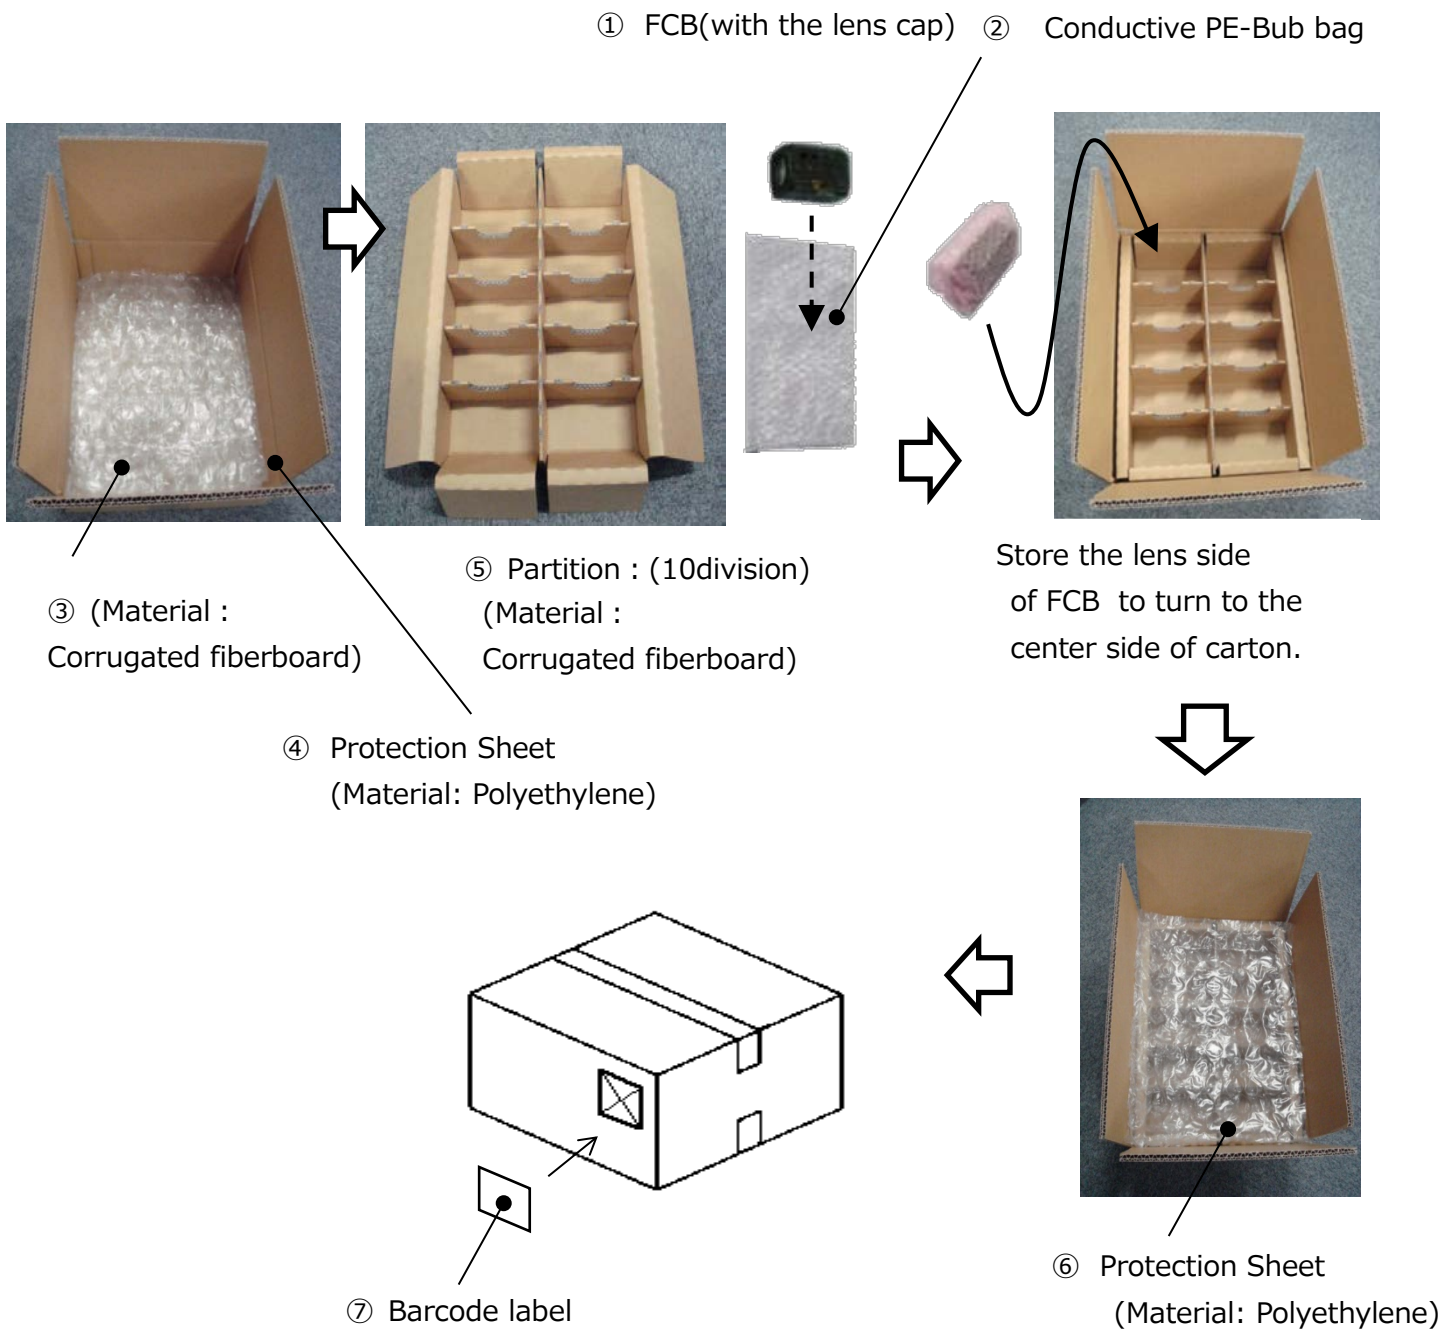 ① FCB(with the lens cap) ② Conductive PE-Bub bag
③ (Material :
Corrugated fiberboard)
⑤ Partition : (10division)
(Material :
Corrugated fiberboard)
Store the lens side
of FCB to turn to the
center side of carton.
④ Protection Sheet
(Material: Polyethylene)
⑥ Protection Sheet
(Material: Polyethylene)
⑦ Barcode label